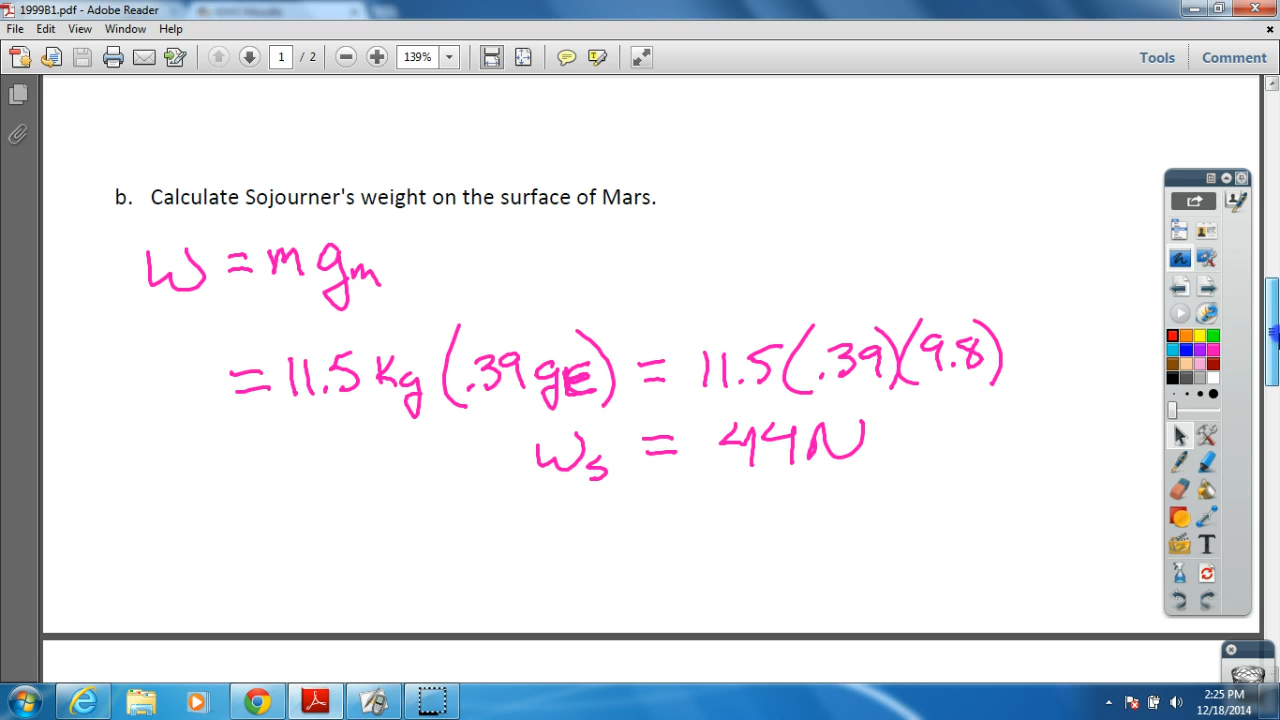 1999B1.pdf - Adobe Reader
File Edit View Window Help
1 / 2 139% Tools Comment
b. Calculate Sojourner's weight on the surface of Mars.
W = m gm
= 11.5 Kg (.39 gE) = 11.5 (.39)(9.8)
Ws = 44N
2:25 PM
12/18/2014